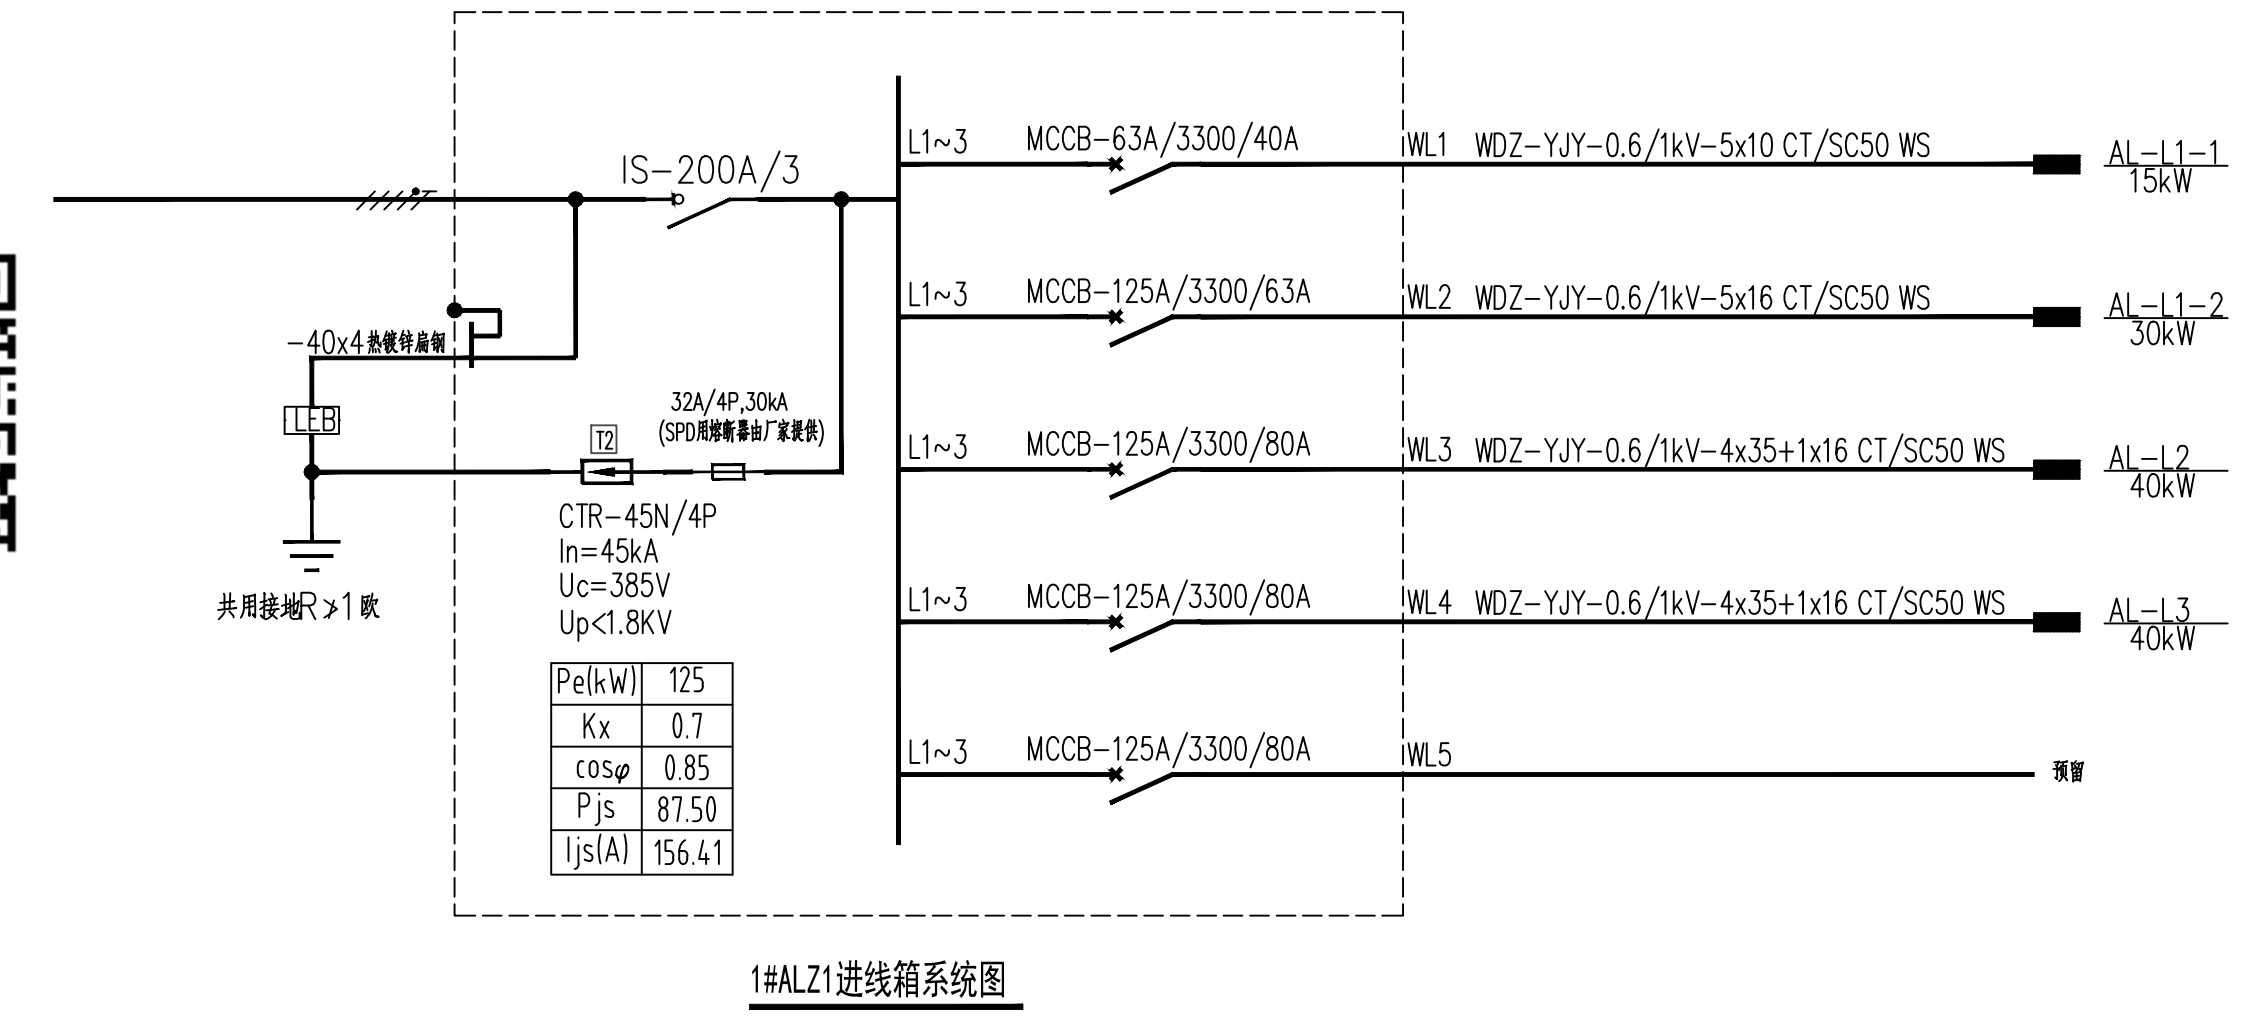 IS-200A/3
L1~3 MCCB-63A/3300/40A WL1 WDZ-YJY-0.6/1kV-5x10 CT/SC50 WS AL-L1-1
15kW
L1~3 MCCB-125A/3300/63A WL2 WDZ-YJY-0.6/1kV-5x16 CT/SC50 WS AL-L1-2
30kW
-40x4热镀锌扁钢
LEB
32A/4P,30kA
(SPD用熔断器由厂家提供)
T2
L1~3 MCCB-125A/3300/80A WL3 WDZ-YJY-0.6/1kV-4x35+1x16 CT/SC50 WS AL-L2
40kW
CTR-45N/4P
In=45kA
Uc=385V
Up<1.8KV
共用接地R≯1欧
L1~3 MCCB-125A/3300/80A WL4 WDZ-YJY-0.6/1kV-4x35+1x16 CT/SC50 WS AL-L3
40kW
Pe(kW) 125
Kx 0.7
cosφ 0.85
Pjs 87.50
Ijs(A) 156.41
L1~3 MCCB-125A/3300/80A WL5 预留
1#ALZ1进线箱系统图